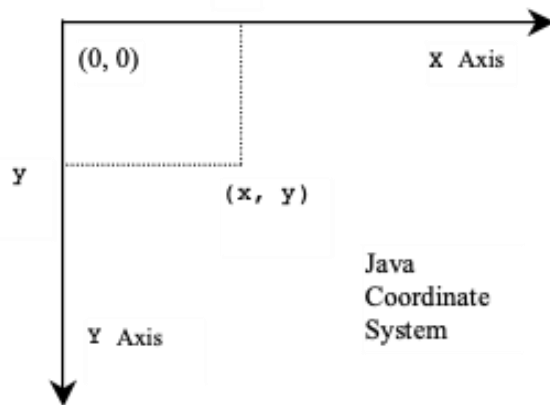 (0, 0)
X Axis
y
(x, y)
Java
Coordinate
System
Y Axis